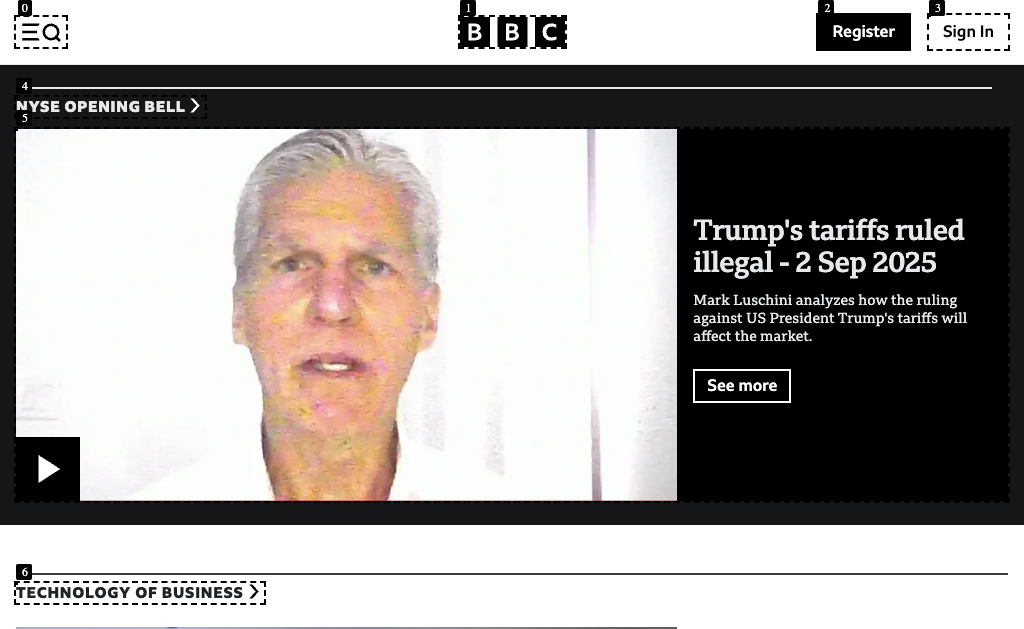 0
1
2
3
BBC
Register
Sign In
4
NYSE OPENING BELL
5
Trump's tariffs ruled
illegal - 2 Sep 2025
Mark Luschini analyzes how the ruling
against US President Trump's tariffs will
affect the market.
See more
6
TECHNOLOGY OF BUSINESS